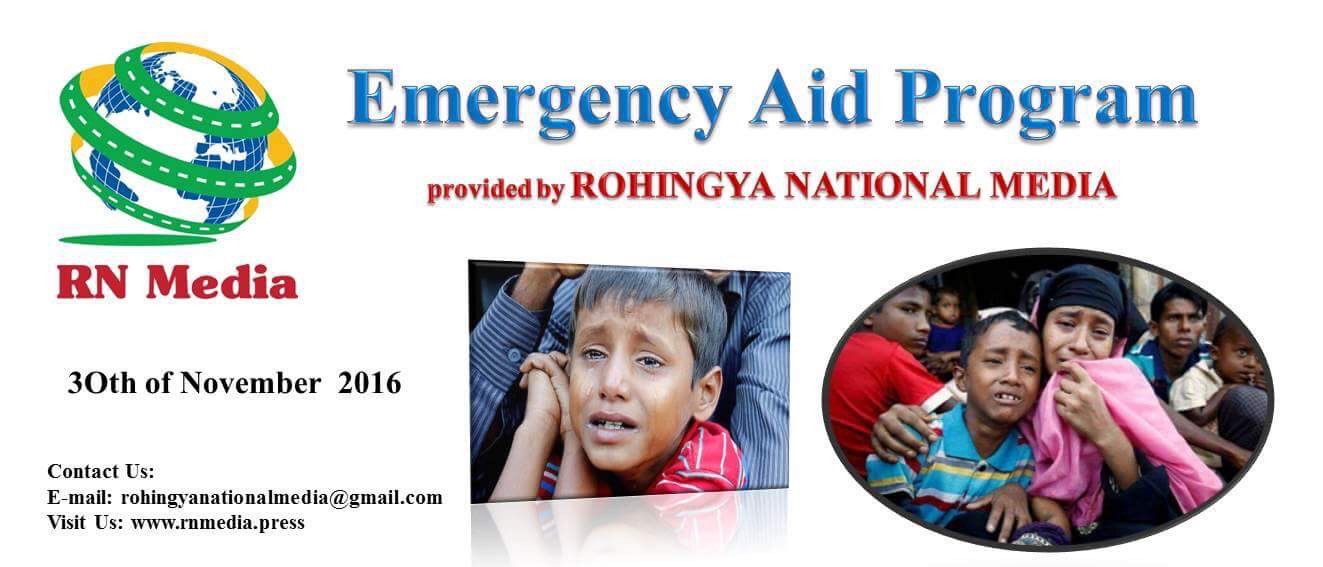 Emergency Aid Program
provided by ROHINGYA NATIONAL MEDIA
RN Media
3Oth of November 2016
Contact Us:
E-mail: rohingyanationalmedia@gmail.com
Visit Us: www.rnmedia.press